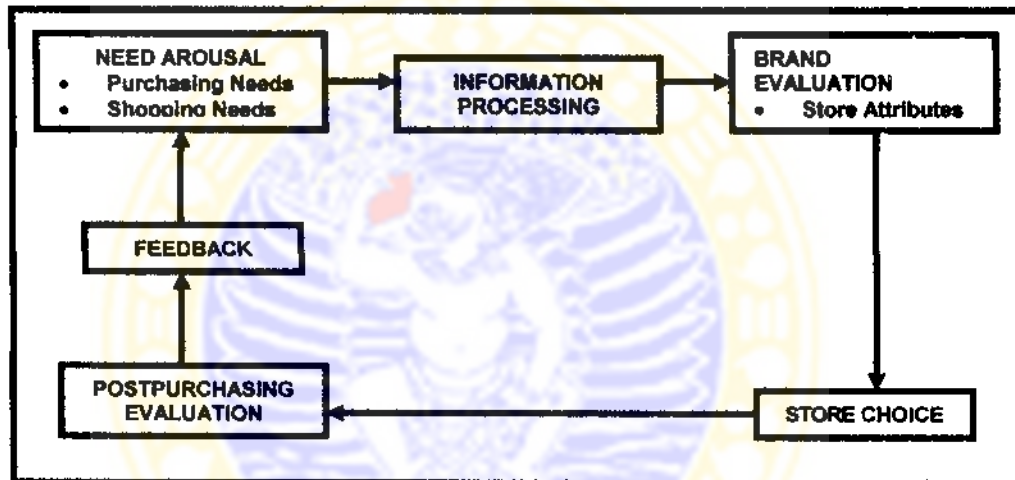 NEED AROUSAL
• Purchasing Needs
• Shopping Needs
INFORMATION
PROCESSING
BRAND
EVALUATION
• Store Attributes
FEEDBACK
POSTPURCHASING
EVALUATION
STORE CHOICE